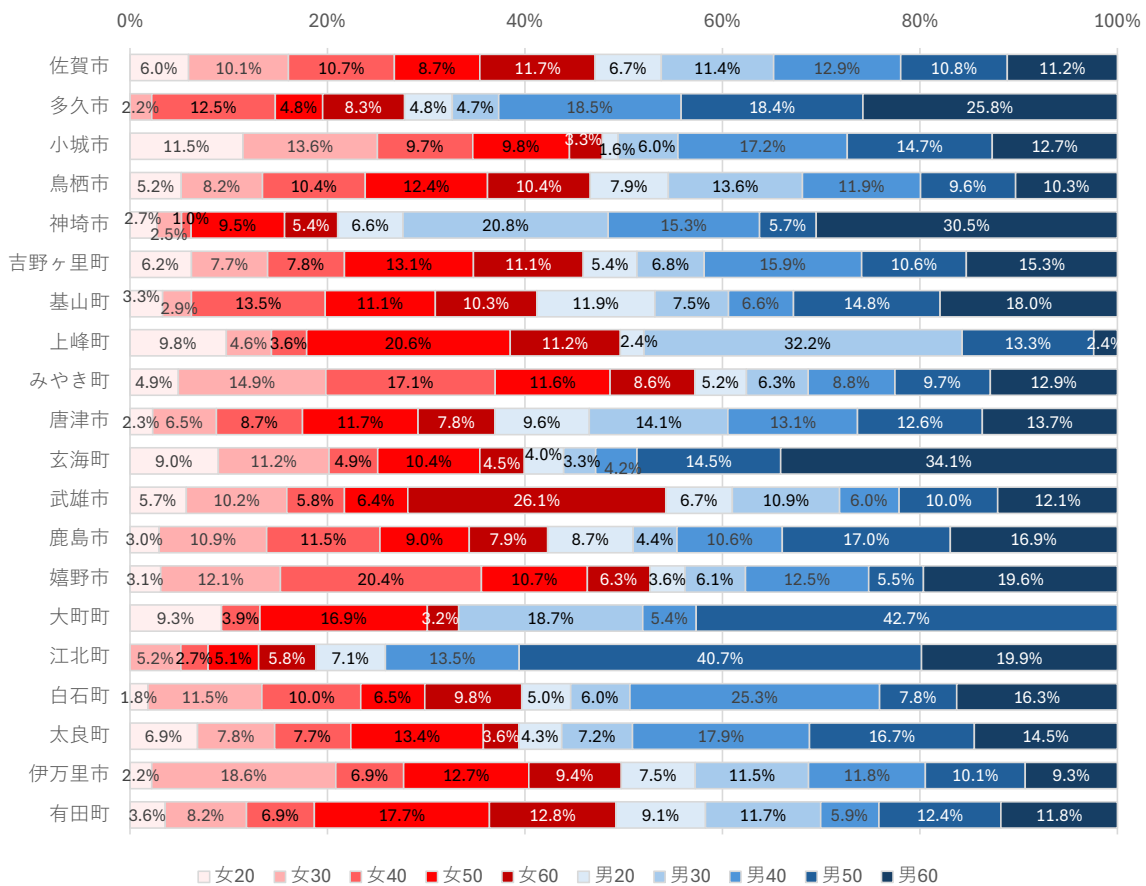 0% 20% 40% 60% 80% 100%
佐賀市 6.0% 10.1% 10.7% 8.7% 11.7% 6.7% 11.4% 12.9% 10.8% 11.2%
多久市 2.2% 12.5% 4.8% 8.3% 4.8% 4.7% 18.5% 18.4% 25.8%
小城市 11.5% 13.6% 9.7% 9.8% 3.3% 1.6% 6.0% 17.2% 14.7% 12.7%
鳥栖市 5.2% 8.2% 10.4% 12.4% 10.4% 7.9% 13.6% 11.9% 9.6% 10.3%
神埼市 2.7% 2.5% 1.0% 9.5% 5.4% 6.6% 20.8% 15.3% 5.7% 30.5%
吉野ヶ里町 6.2% 7.7% 7.8% 13.1% 11.1% 5.4% 6.8% 15.9% 10.6% 15.3%
基山町 3.3% 2.9% 13.5% 11.1% 10.3% 11.9% 7.5% 6.6% 14.8% 18.0%
上峰町 9.8% 4.6% 3.6% 20.6% 11.2% 2.4% 32.2% 13.3% 2.4%
みやき町 4.9% 14.9% 17.1% 11.6% 8.6% 5.2% 6.3% 8.8% 9.7% 12.9%
唐津市 2.3% 6.5% 8.7% 11.7% 7.8% 9.6% 14.1% 13.1% 12.6% 13.7%
玄海町 9.0% 11.2% 4.9% 10.4% 4.5% 4.0% 3.3% 4.2% 14.5% 34.1%
武雄市 5.7% 10.2% 5.8% 6.4% 26.1% 6.7% 10.9% 6.0% 10.0% 12.1%
鹿島市 3.0% 10.9% 11.5% 9.0% 7.9% 8.7% 4.4% 10.6% 17.0% 16.9%
嬉野市 3.1% 12.1% 20.4% 10.7% 6.3% 3.6% 6.1% 12.5% 5.5% 19.6%
大町町 9.3% 3.9% 16.9% 3.2% 18.7% 5.4% 42.7%
江北町 5.2% 2.7% 5.1% 5.8% 7.1% 13.5% 40.7% 19.9%
白石町 1.8% 11.5% 10.0% 6.5% 9.8% 5.0% 6.0% 25.3% 7.8% 16.3%
太良町 6.9% 7.8% 7.7% 13.4% 3.6% 4.3% 7.2% 17.9% 16.7% 14.5%
伊万里市 2.2% 18.6% 6.9% 12.7% 9.4% 7.5% 11.5% 11.8% 10.1% 9.3%
有田町 3.6% 8.2% 6.9% 17.7% 12.8% 9.1% 11.7% 5.9% 12.4% 11.8%
女20 女30 女40 女50 女60 男20 男30 男40 男50 男60